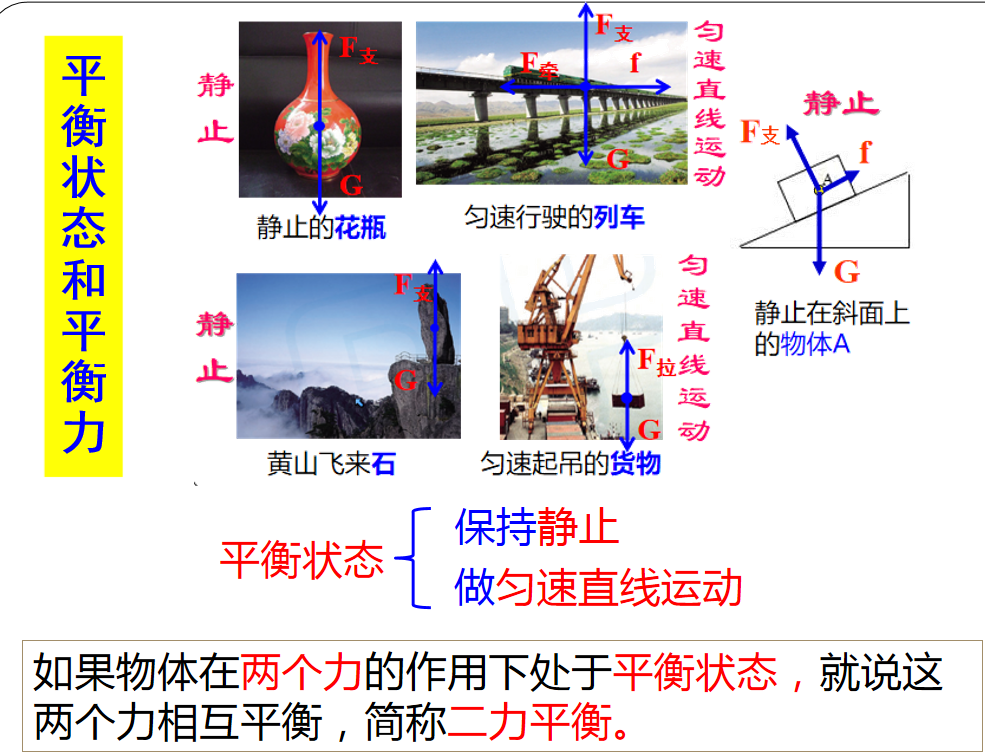 平衡状态和平衡力
静止
F支
G
静止的花瓶
F支
F牵
f
G
匀速直线运动
匀速行驶的列车
静止
F支
f
A
G
静止在斜面上
的物体A
静止
F支
G
黄山飞来石
F拉
G
匀速直线运动
匀速起吊的货物
平衡状态
保持静止
做匀速直线运动
如果物体在两个力的作用下处于平衡状态，就说这
两个力相互平衡，简称二力平衡。